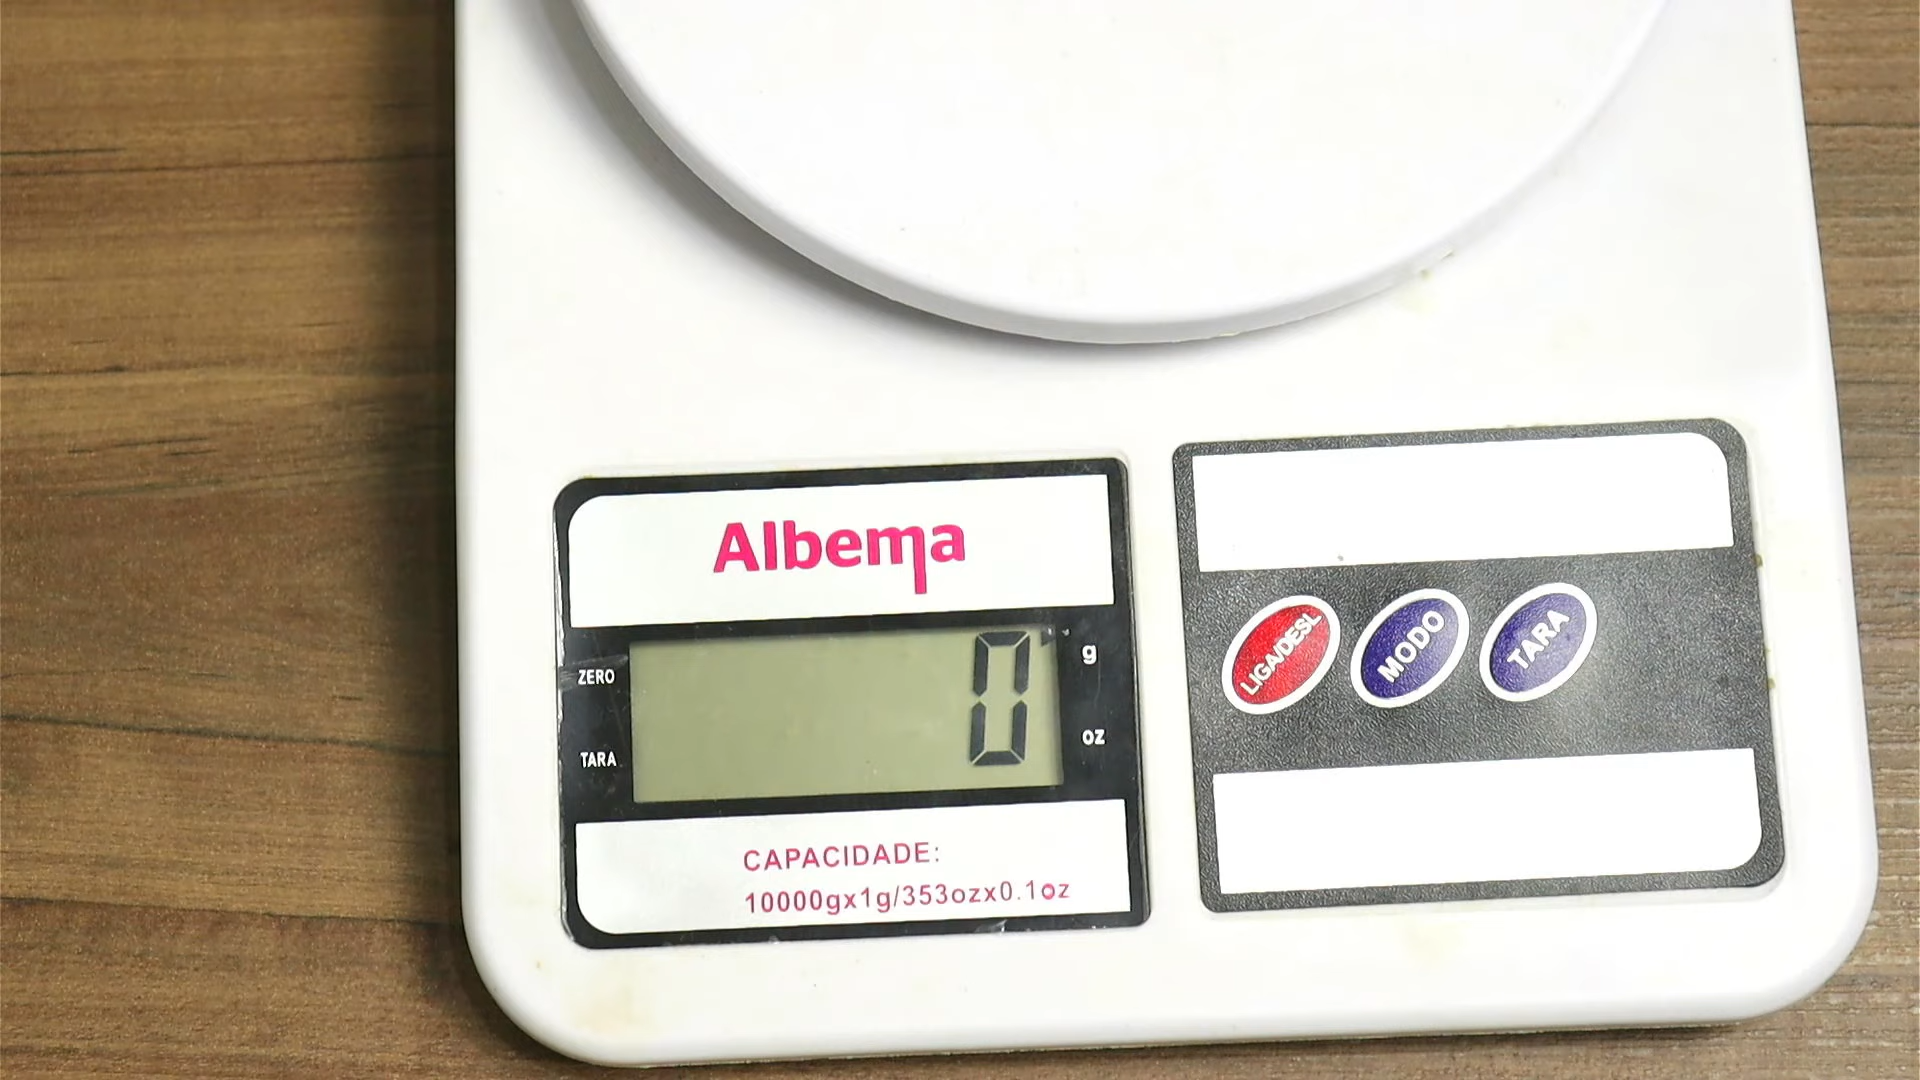 Albema
ZERO
TARA
0
g
oz
CAPACIDADE:
10000gx1g/353ozx0.1oz
LIGA/DESL
MODO
TARA